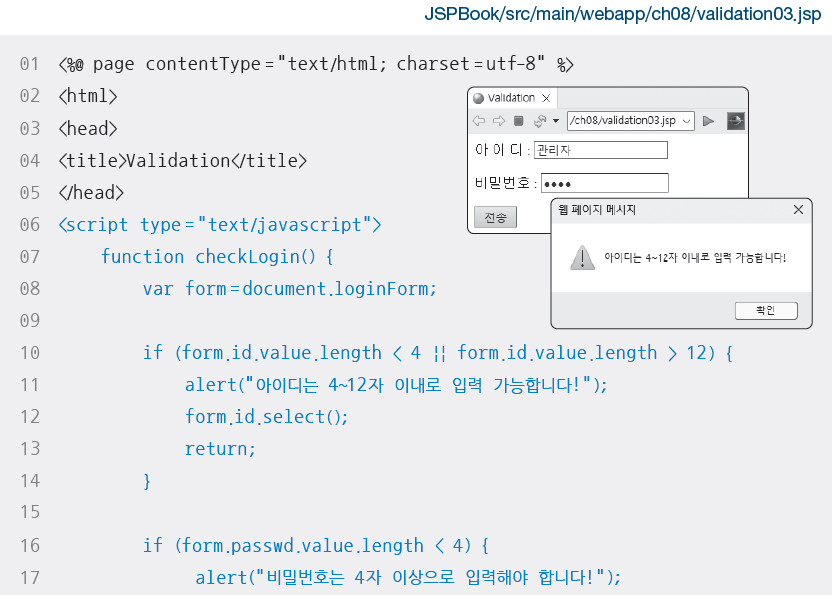 JSPBook/src/main/webapp/ch08/validation03.jsp
01 <%@ page contentType="text/html; charset=utf-8" %>
02 <html>
03 <head>
04 <title>Validation</title>
05 </head>
06 <script type="text/javascript">
07 function checkLogin() {
08 var form=document.loginForm;
09
10 if (form.id.value.length < 4 || form.id.value.length > 12) {
11 alert("아이디는 4~12자 이내로 입력 가능합니다!");
12 form.id.select();
13 return;
14 }
15
16 if (form.passwd.value.length < 4) {
17 alert("비밀번호는 4자 이상으로 입력해야 합니다!");
Validation
/ch08/validation03.jsp
아 이 디 : 관리자
비밀번호 : ●●●●
전송
웹 페이지 메시지
아이디는 4~12자 이내로 입력 가능합니다!
확인